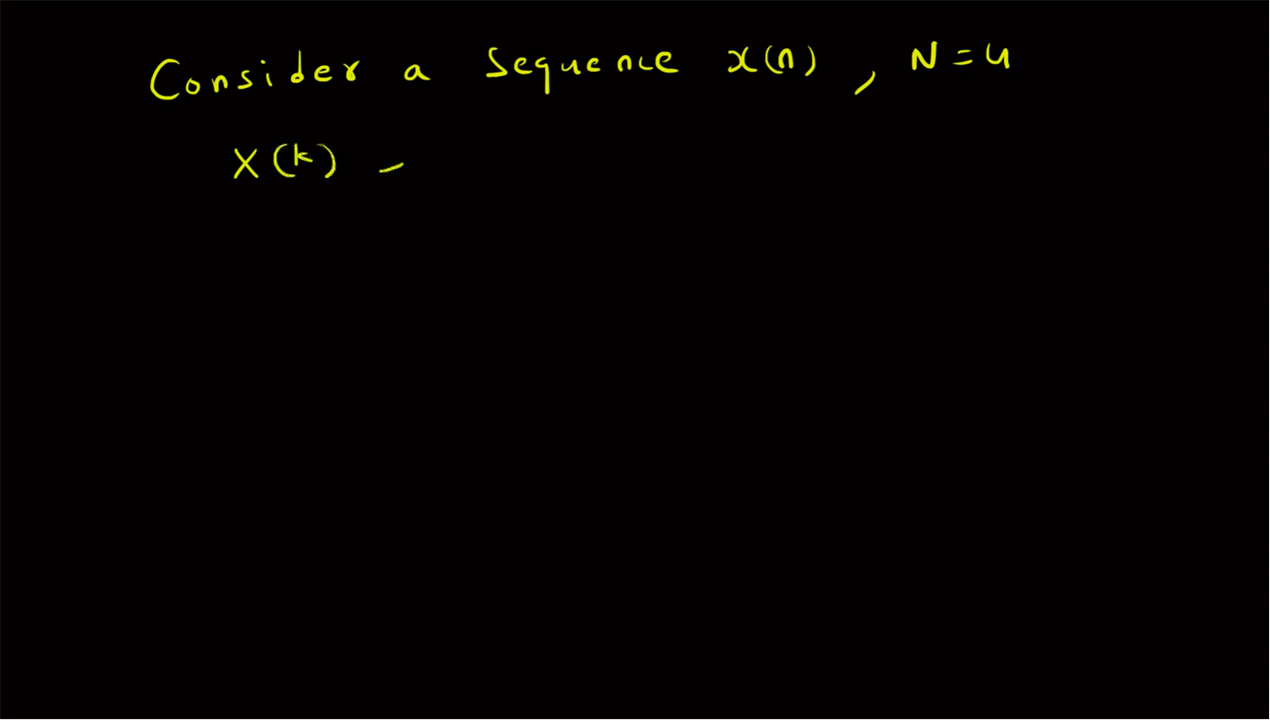 Consider a Sequence x(n) , N = 4
X(k) -